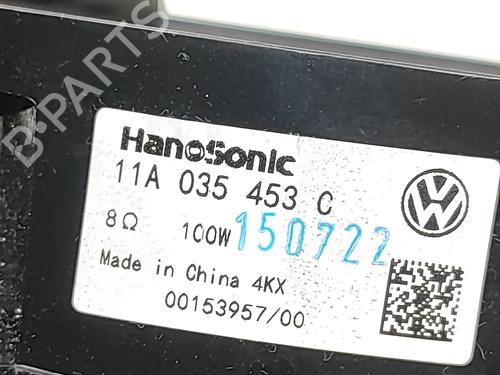 B-PARTS
HanoSonic
11A 035 453 C
8Ω 100W 150722
Made in China 4KX
00153957/00